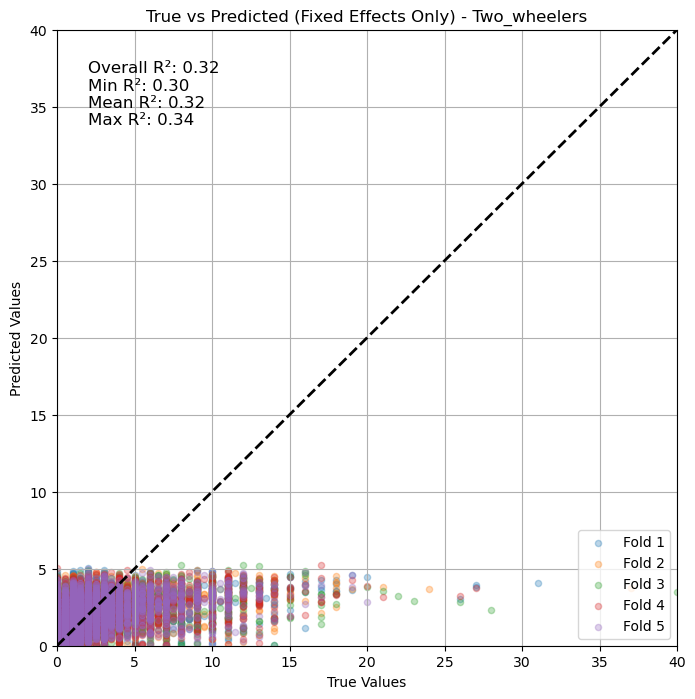 True vs Predicted (Fixed Effects Only) - Two_wheelers
Overall R²: 0.32
Min R²: 0.30
Mean R²: 0.32
Max R²: 0.34
Predicted Values
40
35
30
25
20
15
10
5
0
Fold 1
Fold 2
Fold 3
Fold 4
Fold 5
0 5 10 15 20 25 30 35 40
True Values